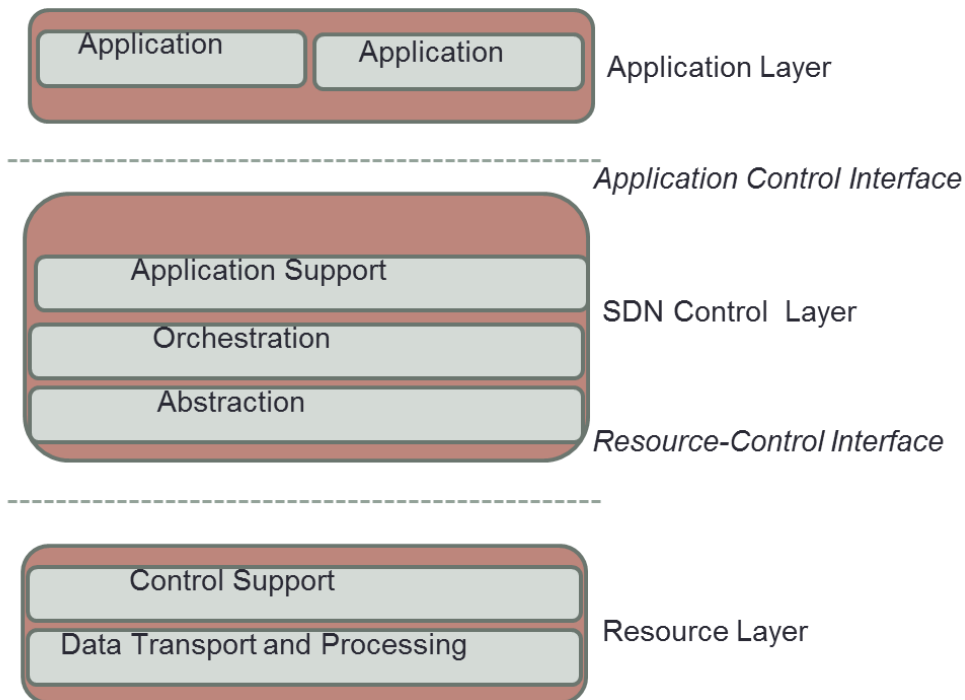 Application
Application
Application Layer
Application Control Interface
Application Support
SDN Control Layer
Orchestration
Abstraction
Resource-Control Interface
Control Support
Resource Layer
Data Transport and Processing